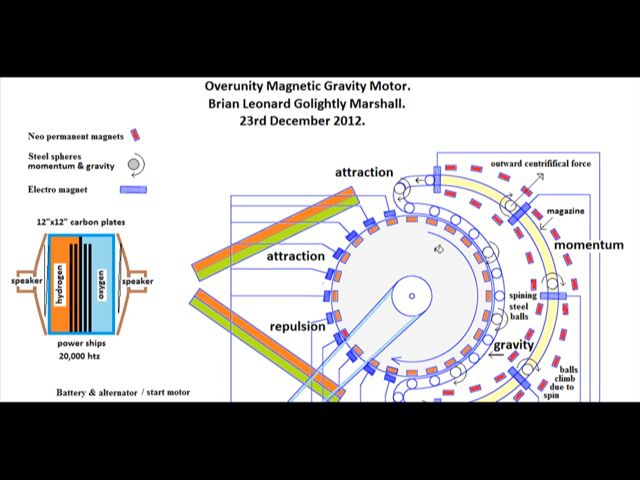 Overunity Magnetic Gravity Motor.
Brian Leonard Golightly Marshall.
23rd December 2012.
Neo permanent magnets
Steel spheres
momentum & gravity
Electro magnet
12"x12" carbon plates
speaker
hydrogen
oxygen
speaker
power ships
20,000 htz
Battery & alternator / start motor
attraction
attraction
repulsion
outward centrififical force
magazine
momentum
spining
steel
balls
gravity
balls
climb
due to
spin